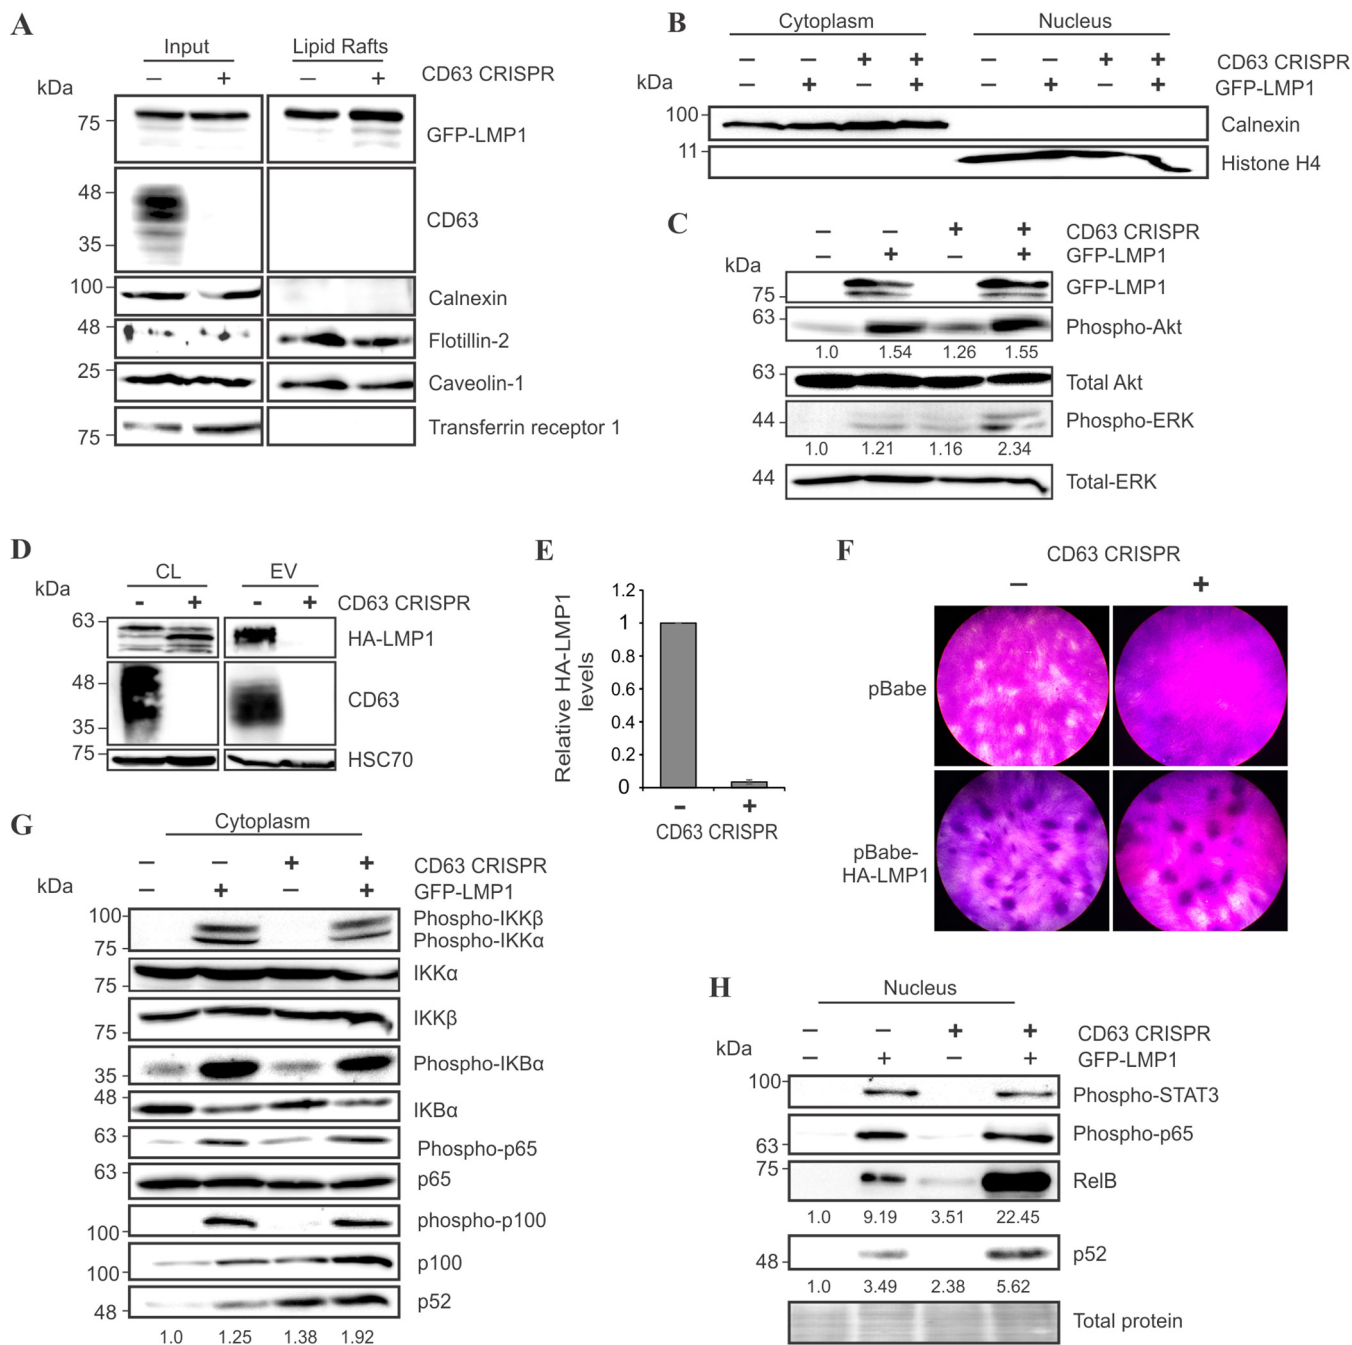 A
Input
Lipid Rafts
– + – + CD63 CRISPR
kDa
75
GFP-LMP1
48
CD63
35
100
Calnexin
48
Flotillin-2
25
Caveolin-1
75
Transferrin receptor 1
B
Cytoplasm
Nucleus
– – + + – – + + CD63 CRISPR
kDa
– + – + – + – + GFP-LMP1
100
Calnexin
11
Histone H4
C
– – + + CD63 CRISPR
– + – + GFP-LMP1
kDa
75
GFP-LMP1
63
Phospho-Akt
1.0 1.54 1.26 1.55
63
Total Akt
44
Phospho-ERK
1.0 1.21 1.16 2.34
44
Total-ERK
D
CL
EV
kDa
- + - + CD63 CRISPR
63
HA-LMP1
48
CD63
35
75
HSC70
E
Relative HA-LMP1
levels
1.2
1
0.8
0.6
0.4
0.2
0
- +
CD63 CRISPR
F
CD63 CRISPR
– +
pBabe
pBabe-
HA-LMP1
G
Cytoplasm
– – + + CD63 CRISPR
kDa
– + – + GFP-LMP1
100
Phospho-IKKβ
Phospho-IKKα
75
IKKα
75
IKKβ
75
Phospho-IKBα
35
48
IKBα
63
Phospho-p65
63
p65
phospho-p100
100
p100
100
p52
48
1.0 1.25 1.38 1.92
H
Nucleus
– – + + CD63 CRISPR
kDa
– + – + GFP-LMP1
100
Phospho-STAT3
Phospho-p65
63
75
RelB
1.0 9.19 3.51 22.45
48
p52
1.0 3.49 2.38 5.62
Total protein